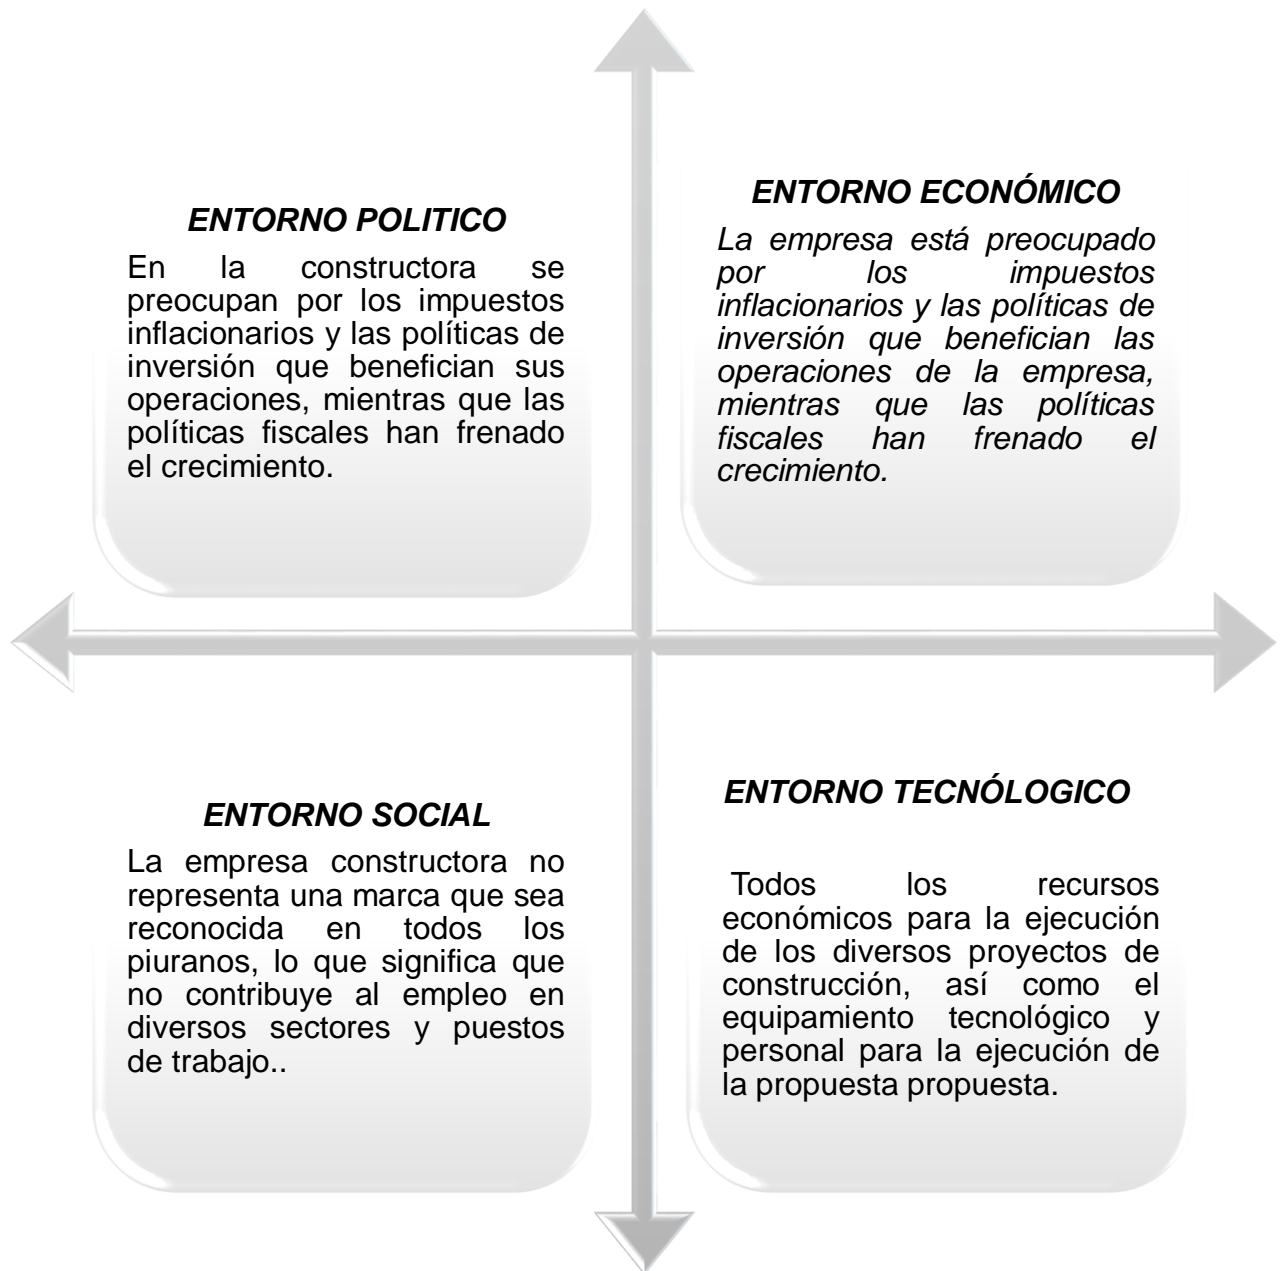 ENTORNO POLITICO
En la constructora se
preocupan por los impuestos
inflacionarios y las políticas de
inversión que benefician sus
operaciones, mientras que las
políticas fiscales han frenado
el crecimiento.
ENTORNO ECONÓMICO
La empresa está preocupado
por los impuestos
inflacionarios y las políticas de
inversión que benefician las
operaciones de la empresa,
mientras que las políticas
fiscales han frenado el
crecimiento.
ENTORNO SOCIAL
La empresa constructora no
representa una marca que sea
reconocida en todos los
piuranos, lo que significa que
no contribuye al empleo en
diversos sectores y puestos
de trabajo..
ENTORNO TECNÓLOGICO
Todos los recursos
económicos para la ejecución
de los diversos proyectos de
construcción, así como el
equipamiento tecnológico y
personal para la ejecución de
la propuesta propuesta.